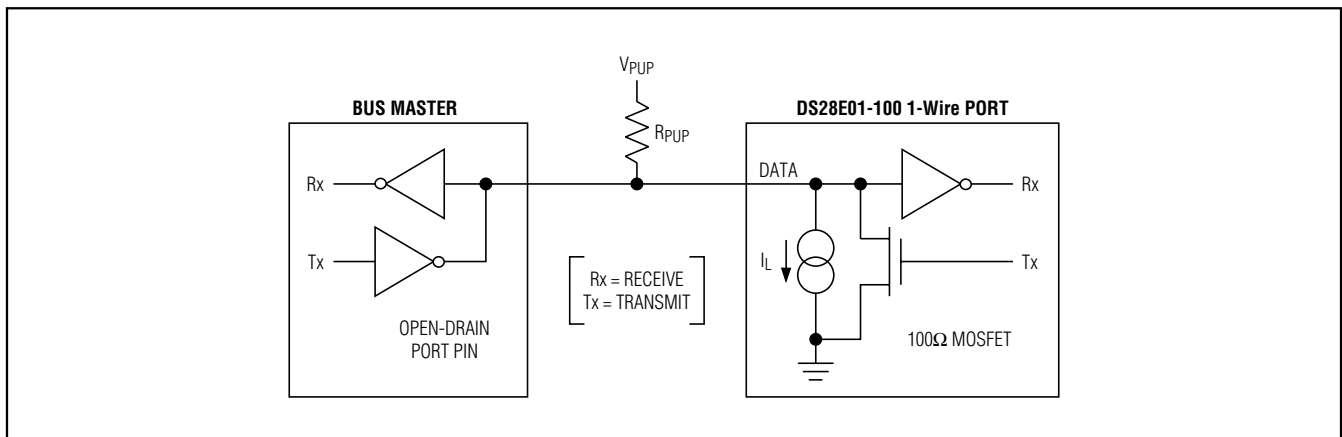 VPUP
BUS MASTER
DS28E01-100 1-Wire PORT
RPUP
DATA
Rx
Rx
Tx
IL
Tx
Rx = RECEIVE
Tx = TRANSMIT
OPEN-DRAIN
PORT PIN
100Ω MOSFET